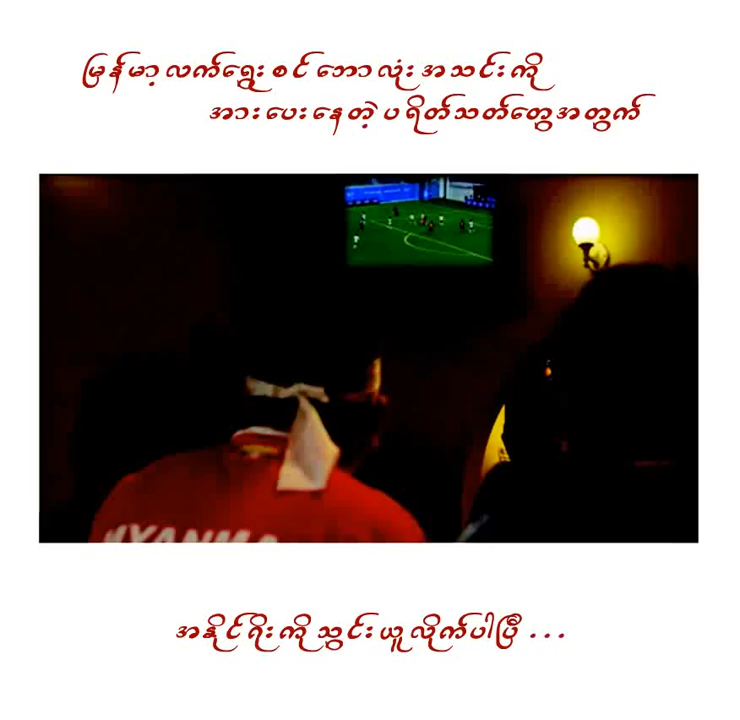 မြန်မာ့လက်ရွေးစင်ဘောလုံးအသင်းကို
အားပေးနေတဲ့ပရိတ်သတ်တွေအတွက်
MYANMA
အနိုင်ဂိုးကိုသွင်းယူလိုက်ပါပြီ ...